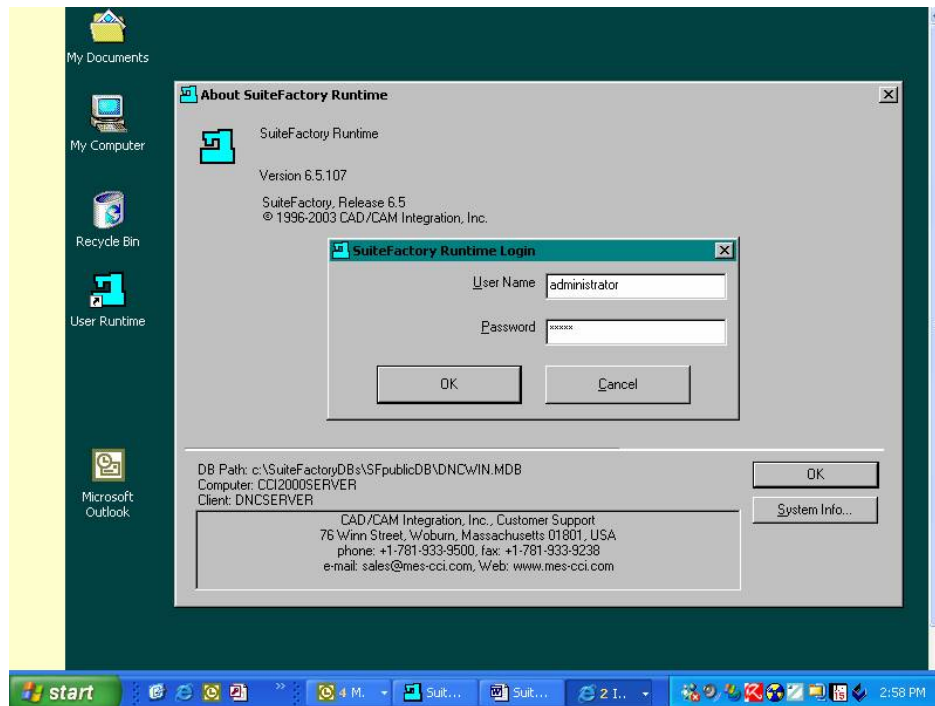 My Documents
My Computer
Recycle Bin
User Runtime
Microsoft
Outlook
About SuiteFactory Runtime
SuiteFactory Runtime
Version 6.5.107
SuiteFactory, Release 6.5
© 1996-2003 CAD/CAM Integration, Inc.
SuiteFactory Runtime Login
User Name administrator
Password xxxxx
OK Cancel
DB Path: c:\SuiteFactoryDBs\SFpublicDB\DNCWIN.MDB
Computer: CCI2000SERVER
Client: DNCSERVER
OK
System Info...
CAD/CAM Integration, Inc., Customer Support
76 Winn Street, Woburn, Massachusetts 01801, USA
phone: +1-781-933-9500, fax: +1-781-933-9238
e-mail: sales@mes-cci.com, Web: www.mes-cci.com
start 4 M. Suit... Suit... 2 I.. 2:58 PM